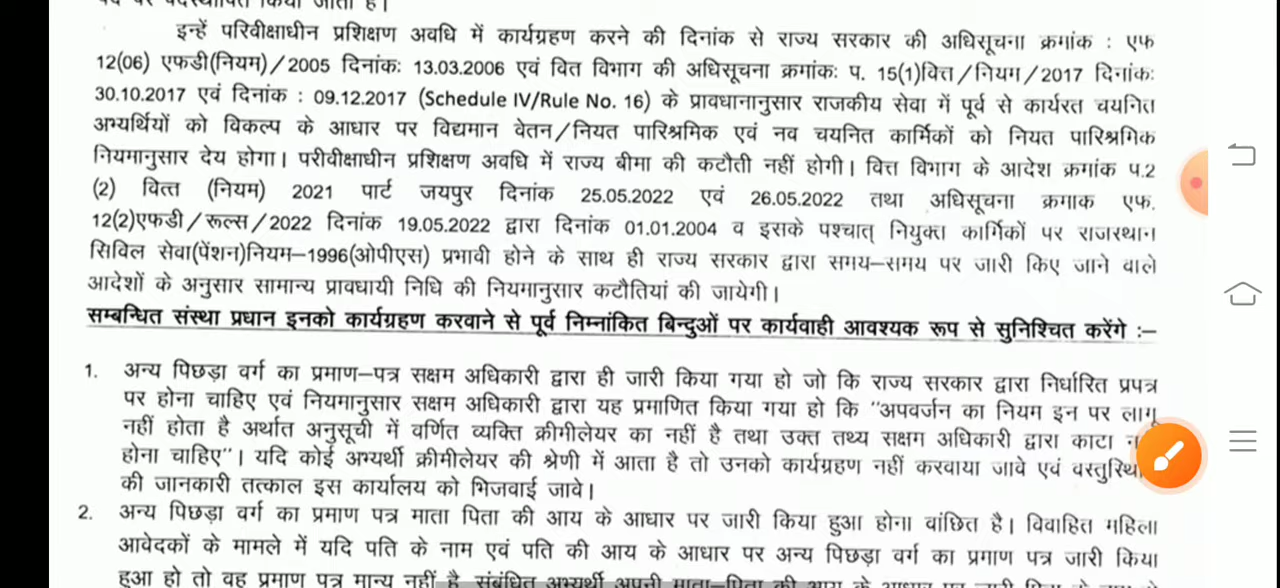 पद पर पदस्थापित किया जाता है।
इन्हें परिवीक्षाधीन प्रशिक्षण अवधि में कार्यग्रहण करने की दिनांक से राज्य सरकार की अधिसूचना क्रमांक : एफ
12(06) एफडी(नियम)/2005 दिनांकः 13.03.2006 एवं वित विभाग की अधिसूचना क्रमांकः प. 15(1)वित्त/नियम/2017 दिनांकः
30.10.2017 एवं दिनांक : 09.12.2017 (Schedule IV/Rule No. 16) के प्रावधानानुसार राजकीय सेवा में पूर्व से कार्यरत चयनित
अभ्यर्थियों को विकल्प के आधार पर विद्यमान वेतन/नियत पारिश्रमिक एवं नव चयनित कार्मिकों को नियत पारिश्रमिक
नियमानुसार देय होगा। परीवीक्षाधीन प्रशिक्षण अवधि में राज्य बीमा की कटौती नहीं होगी। वित्त विभाग के आदेश क्रमांक प.2
(2) वित्त (नियम) 2021 पार्ट जयपुर दिनांक 25.05.2022 एवं 26.05.2022 तथा अधिसूचना क्रमाक एफ.
12(2)एफडी/रूल्स/2022 दिनांक 19.05.2022 द्वारा दिनांक 01.01.2004 व इसके पश्चात् नियुक्त कार्मिकों पर राजस्थान
सिविल सेवा(पेंशन)नियम–1996(ओपीएस) प्रभावी होने के साथ ही राज्य सरकार द्वारा समय–समय पर जारी किए जाने वाले
आदेशों के अनुसार सामान्य प्रावधायी निधि की नियमानुसार कटौतियां की जायेगी।
सम्बन्धित संस्था प्रधान इनको कार्यग्रहण करवाने से पूर्व निम्नांकित बिन्दुओं पर कार्यवाही आवश्यक रूप से सुनिश्चित करेंगे :–
1. अन्य पिछड़ा वर्ग का प्रमाण–पत्र सक्षम अधिकारी द्वारा ही जारी किया गया हो जो कि राज्य सरकार द्वारा निर्धारित प्रपत्र
पर होना चाहिए एवं नियमानुसार सक्षम अधिकारी द्वारा यह प्रमाणित किया गया हो कि "अपवर्जन का नियम इन पर लागू
नहीं होता है अर्थात अनुसूची में वर्णित व्यक्ति क्रीमीलेयर का नहीं है तथा उक्त तथ्य सक्षम अधिकारी द्वारा काटा
होना चाहिए"। यदि कोई अभ्यर्थी क्रीमीलेयर की श्रेणी में आता है तो उनको कार्यग्रहण नहीं करवाया जावे एवं
की जानकारी तत्काल इस कार्यालय को भिजवाई जावे।
2. अन्य पिछड़ा वर्ग का प्रमाण पत्र माता पिता की आय के आधार पर जारी किया हुआ होना वांछित है। विवाहित महिला
आवेदकों के मामले में यदि पति के नाम एवं पति की आय के आधार पर अन्य पिछड़ा वर्ग का प्रमाण पत्र जारी किया
हुआ हो तो वह प्रमाण पत्र मान्य नहीं है, संबंधित अभ्यर्थी अपनी माता–पिता की आय के आधार पर जारी